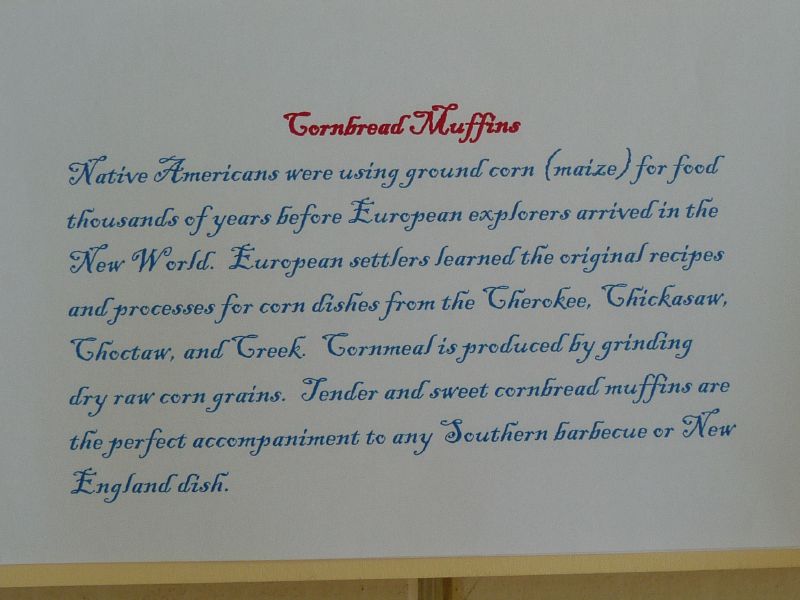 Cornbread Muffins
Native Americans were using ground corn (maize) for food
thousands of years before European explorers arrived in the
New World. European settlers learned the original recipes
and processes for corn dishes from the Cherokee, Chickasaw,
Choctaw, and Creek. Cornmeal is produced by grinding
dry raw corn grains. Tender and sweet cornbread muffins are
the perfect accompaniment to any Southern barbecue or New
England dish.